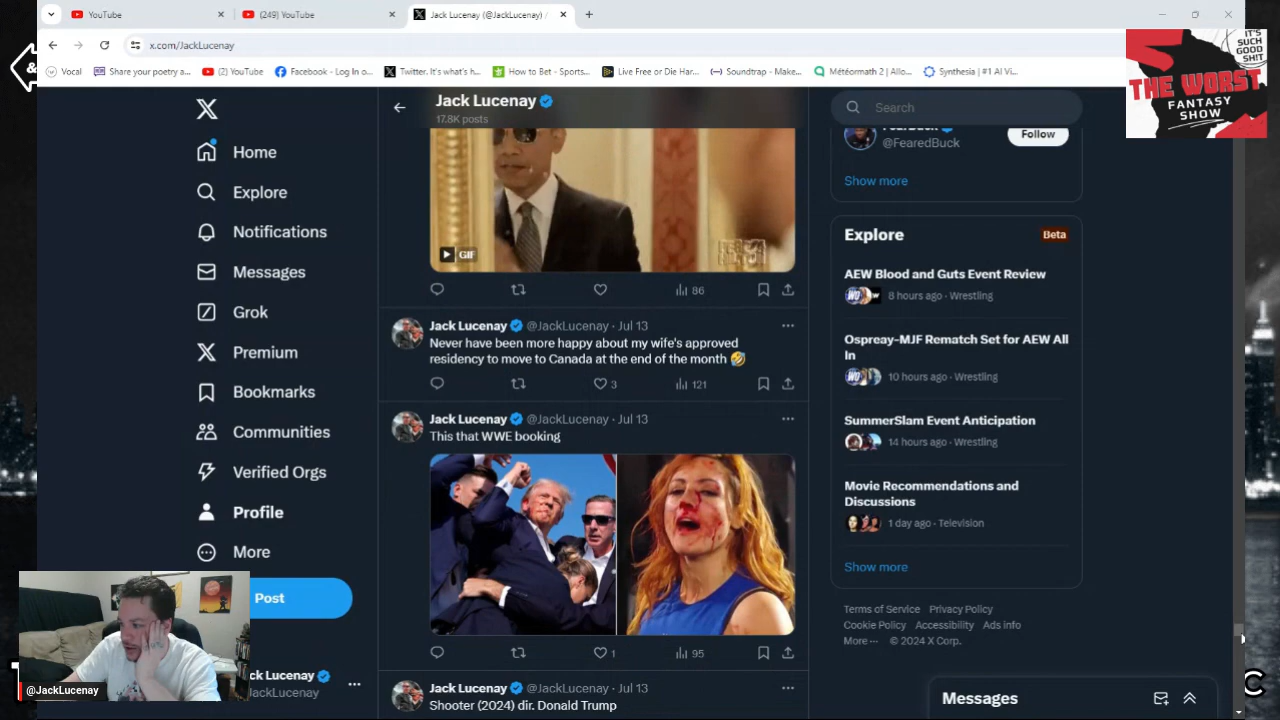 YouTube
(249) YouTube
Jack Lucenay (@JackLucenay) /
x.com/JackLucenay
Vocal
Share your poetry a...
(2) YouTube
Facebook - Log In o...
Twitter. It's what's h...
How to Bet - Sports...
Live Free or Die Har...
Soundtrap - Make...
Météormath 2 | Allo...
Synthesia | #1 AI Vi...
IT'S
SUCH
GOOD
SH!T
THE WORST
FANTASY
SHOW
&
Home
Explore
Notifications
Messages
Grok
Premium
Bookmarks
Communities
Verified Orgs
Profile
More
Post
ck Lucenay
ackLucenay
@JackLucenay
Jack Lucenay
17.8K posts
GIF
86
Jack Lucenay @JackLucenay · Jul 13
Never have been more happy about my wife's approved
residency to move to Canada at the end of the month 🤣
3
121
Jack Lucenay @JackLucenay · Jul 13
This that WWE booking
1
95
Jack Lucenay @JackLucenay · Jul 13
Shooter (2024) dir. Donald Trump
Search
FearBuck
@FearedBuck
Follow
Show more
Explore
Beta
AEW Blood and Guts Event Review
8 hours ago · Wrestling
Ospreay-MJF Rematch Set for AEW All
In
10 hours ago · Wrestling
SummerSlam Event Anticipation
14 hours ago · Wrestling
Movie Recommendations and
Discussions
1 day ago · Television
Show more
Terms of Service
Privacy Policy
Cookie Policy
Accessibility
Ads info
More ···
© 2024 X Corp.
Messages
C